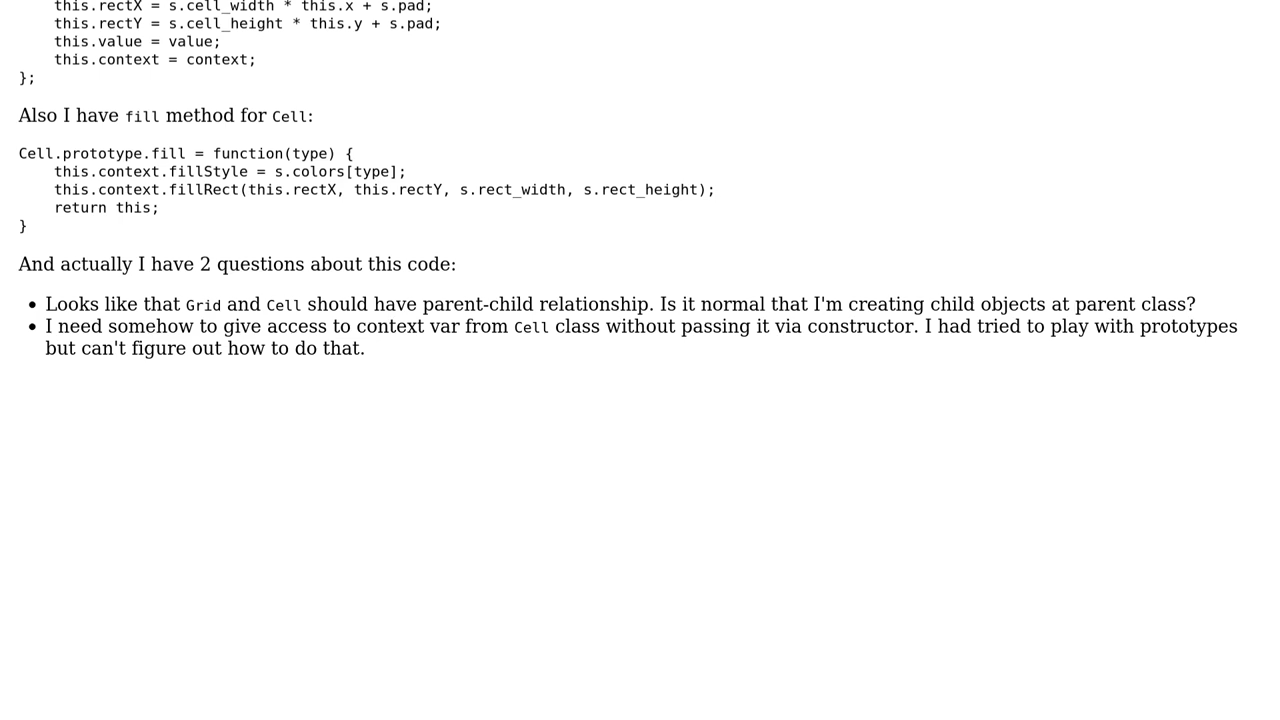 this.rectX = s.cell_width * this.x + s.pad;
this.rectY = s.cell_height * this.y + s.pad;
this.value = value;
this.context = context;
};
Also I have fill method for Cell:
Cell.prototype.fill = function(type) {
this.context.fillStyle = s.colors[type];
this.context.fillRect(this.rectX, this.rectY, s.rect_width, s.rect_height);
return this;
}
And actually I have 2 questions about this code:
• Looks like that Grid and Cell should have parent-child relationship. Is it normal that I'm creating child objects at parent class?
• I need somehow to give access to context var from Cell class without passing it via constructor. I had tried to play with prototypes
but can't figure out how to do that.